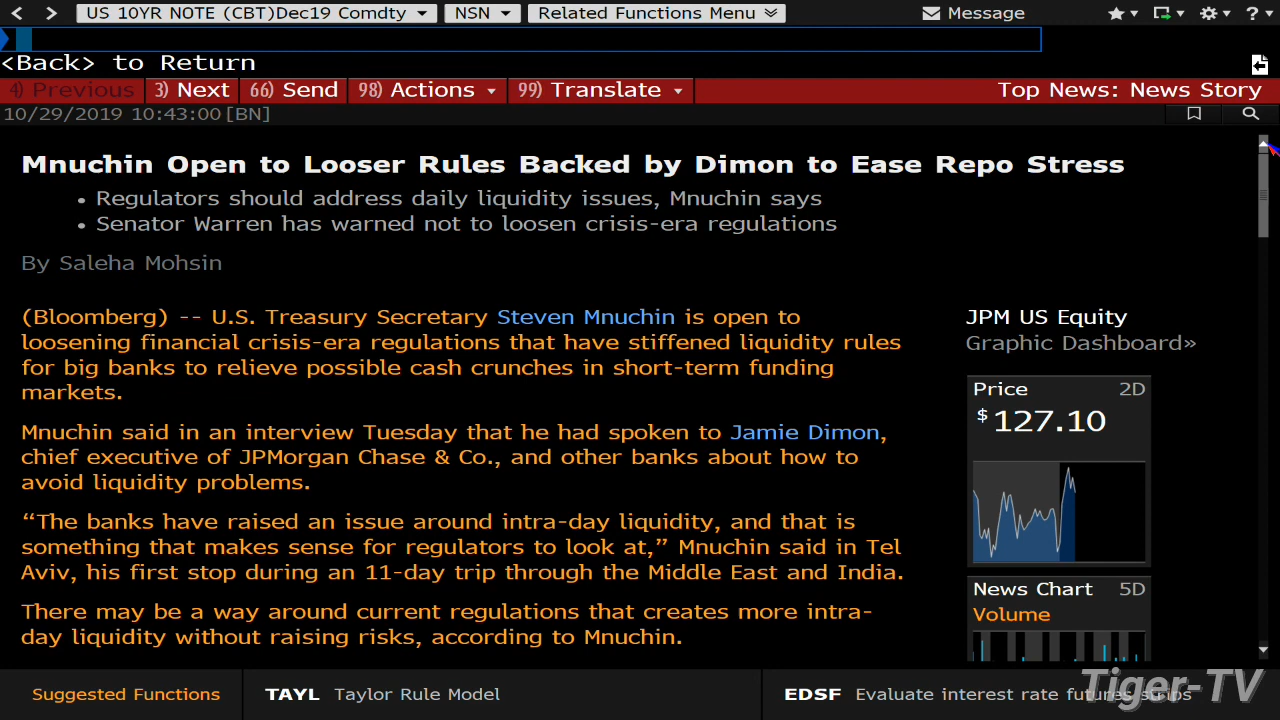 US 10YR NOTE (CBT)Dec19 Comdty NSN Related Functions Menu Message ?
<Back> to Return
4) Previous 3) Next 66) Send 98) Actions 99) Translate Top News: News Story
10/29/2019 10:43:00 [BN]
Mnuchin Open to Looser Rules Backed by Dimon to Ease Repo Stress
• Regulators should address daily liquidity issues, Mnuchin says
• Senator Warren has warned not to loosen crisis-era regulations
By Saleha Mohsin
(Bloomberg) -- U.S. Treasury Secretary Steven Mnuchin is open to
loosening financial crisis-era regulations that have stiffened liquidity rules
for big banks to relieve possible cash crunches in short-term funding
markets.
Mnuchin said in an interview Tuesday that he had spoken to Jamie Dimon,
chief executive of JPMorgan Chase & Co., and other banks about how to
avoid liquidity problems.
“The banks have raised an issue around intra-day liquidity, and that is
something that makes sense for regulators to look at,” Mnuchin said in Tel
Aviv, his first stop during an 11-day trip through the Middle East and India.
There may be a way around current regulations that creates more intra-
day liquidity without raising risks, according to Mnuchin.
JPM US Equity
Graphic Dashboard»
Price 2D
$127.10
News Chart 5D
Volume
Suggested Functions TAYL Taylor Rule Model EDSF Evaluate interest rate futures strips
Tiger-TV